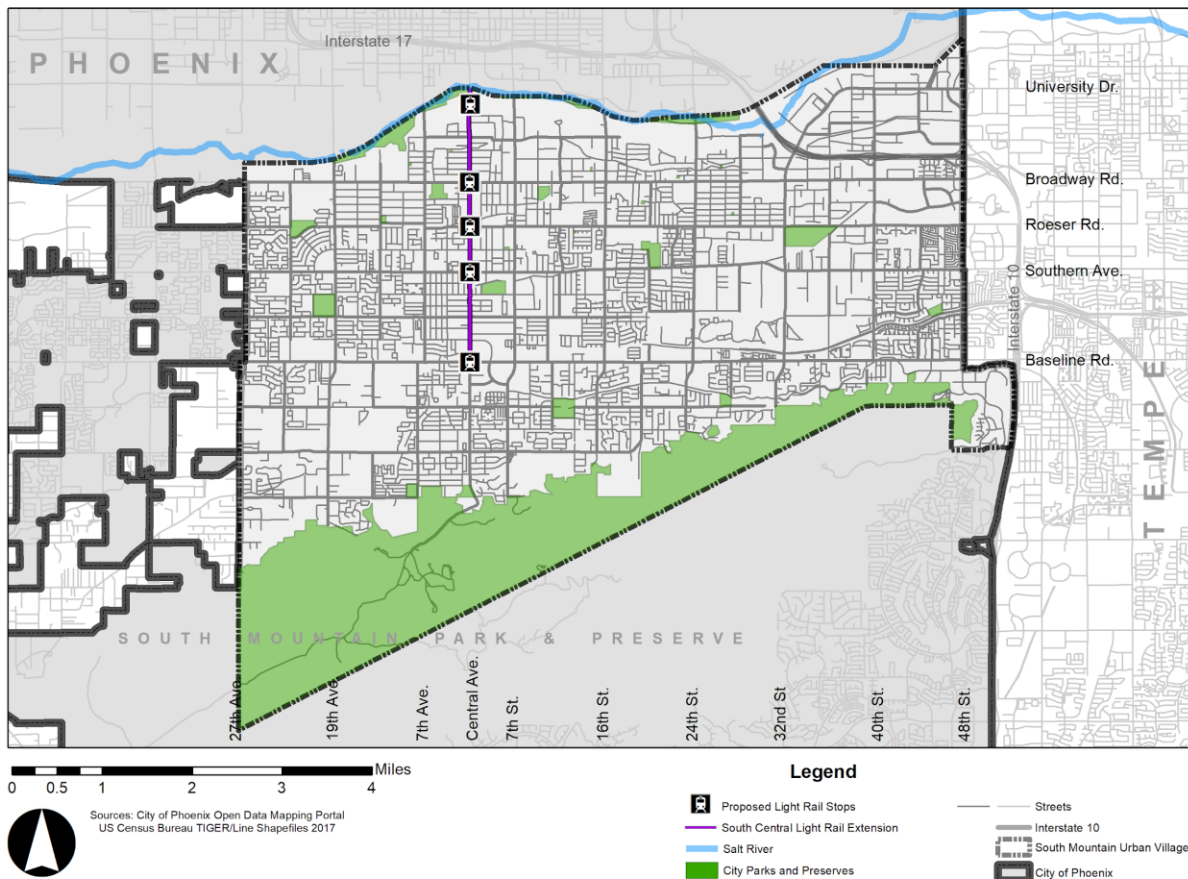 Interstate 17
PHOENIX
University Dr.
Broadway Rd.
Roeser Rd.
Southern Ave.
Interstate 10
Baseline Rd.
TEMPE
SOUTH MOUNTAIN PARK & PRESERVE
27th Ave.
19th Ave.
7th Ave.
Central Ave.
7th St.
16th St.
24th St.
32nd St
40th St.
48th St.
Miles
0 0.5 1 2 3 4
Sources: City of Phoenix Open Data Mapping Portal
US Census Bureau TIGER/Line Shapefiles 2017
Legend
Proposed Light Rail Stops
South Central Light Rail Extension
Salt River
City Parks and Preserves
Streets
Interstate 10
South Mountain Urban Village
City of Phoenix